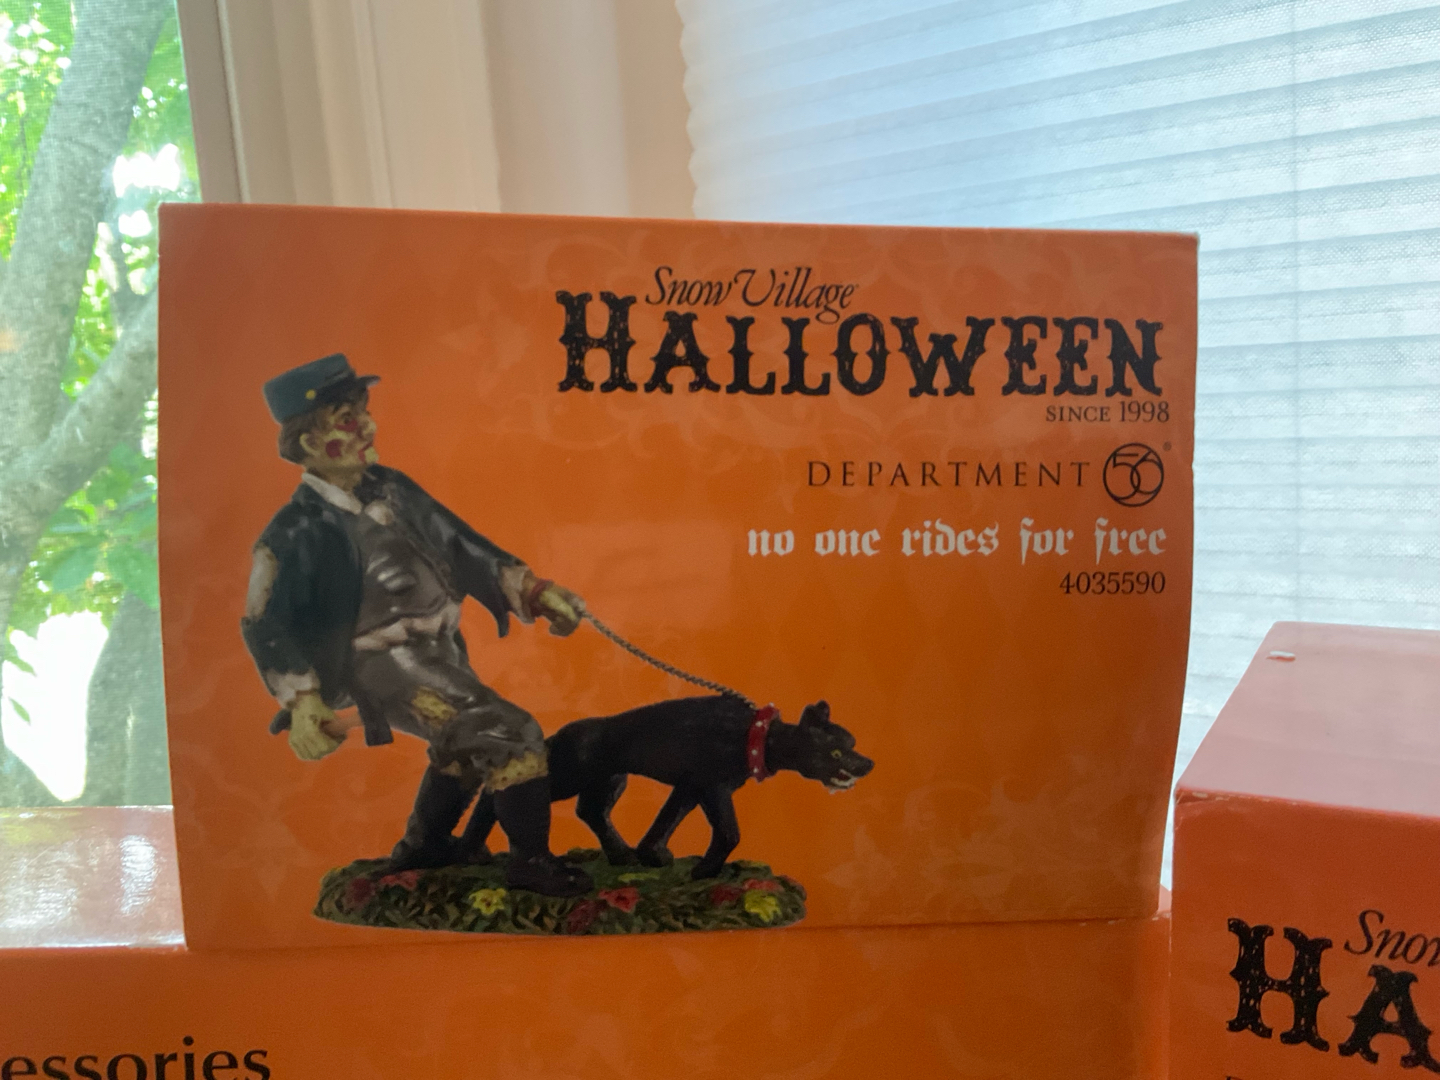 Snow Village
HALLOWEEN
SINCE 1998
DEPARTMENT 56®
no one rides for free
4035590
essories
Snow
HA